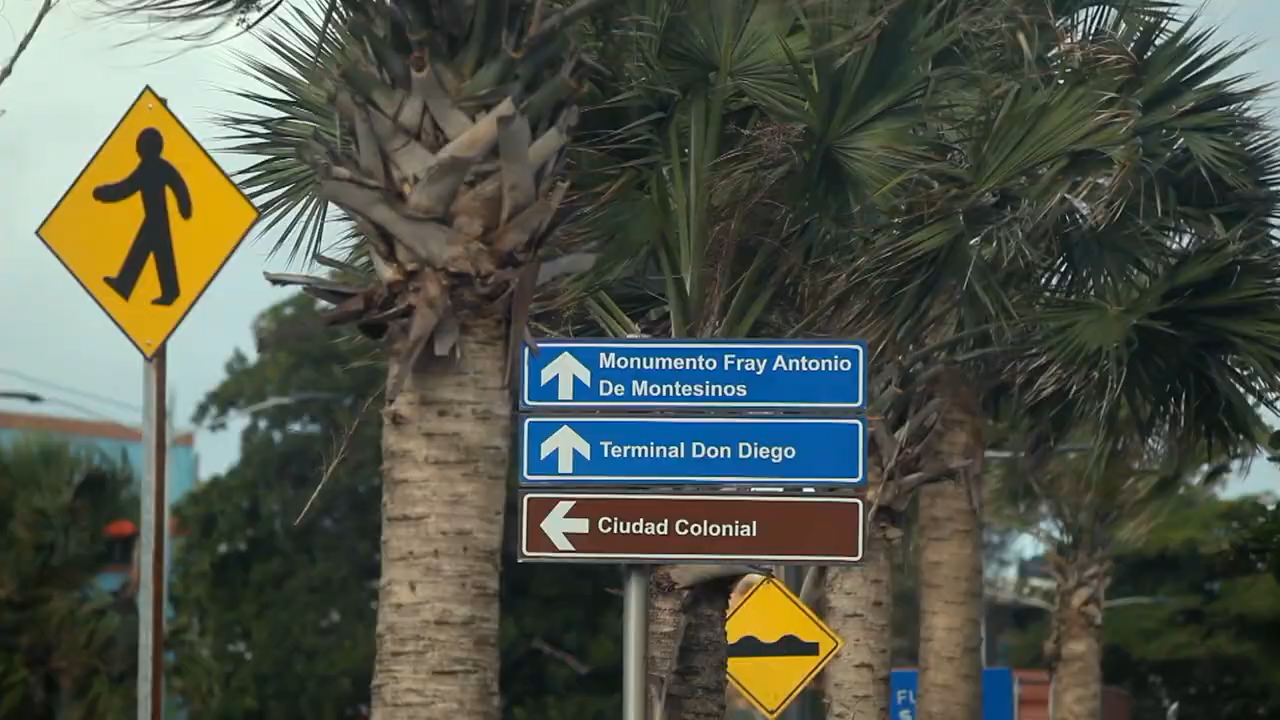 Monumento Fray Antonio
De Montesinos
Terminal Don Diego
Ciudad Colonial